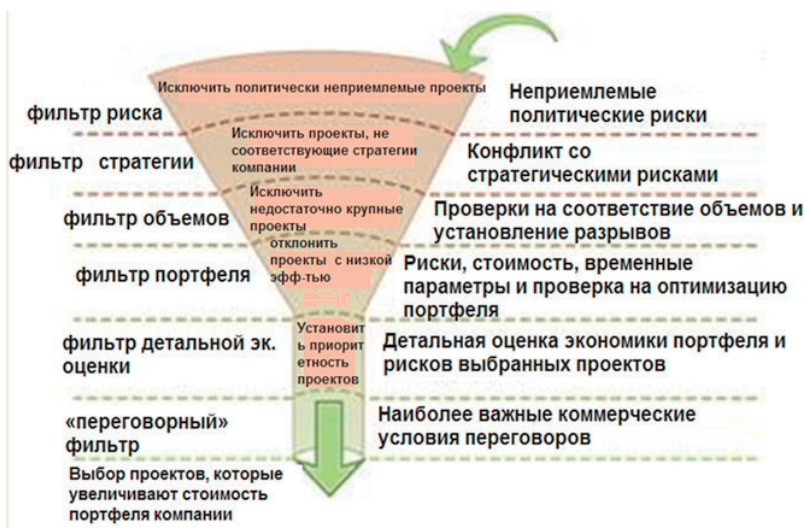 Исключить политически неприемлемые проекты
фильтр риска
Неприемлемые
политические риски
Исключить проекты, не
соответствующие стратегии
компании
фильтр стратегии
Конфликт со
стратегическими рисками
Исключить
недостаточно крупные
проекты
фильтр объемов
Проверки на соответствие объемов и
установление разрывов
отклонить
проекты с низкой
эфф-тью
фильтр портфеля
Риски, стоимость, временные
параметры и проверка на оптимизацию
портфеля
Установит
ь приорит
етность
проектов
фильтр детальной эк.
оценки
Детальная оценка экономики портфеля и
рисков выбранных проектов
«переговорный»
фильтр
Наиболее важные коммерческие
условия переговоров
Выбор проектов, которые
увеличивают стоимость
портфеля компании